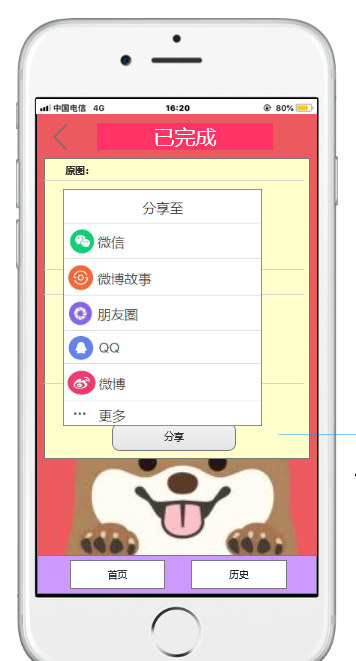 中国电信 4G 16:20 80%
已完成
原图：
分享至
微信
微博故事
朋友圈
QQ
微博
··· 更多
分享
首页 历史